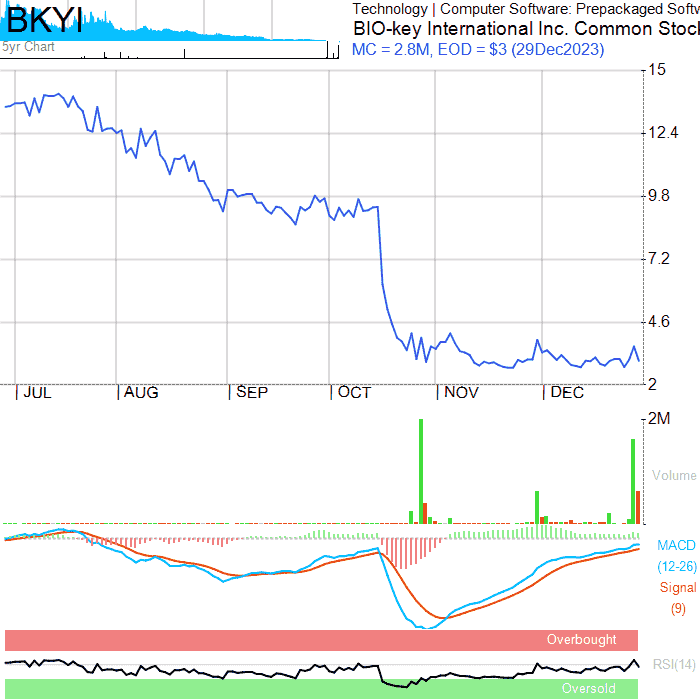 BKYI
5yr Chart
Technology | Computer Software: Prepackaged Softw
BIO-key International Inc. Common Stock
MC = 2.8M, EOD = $3 (29Dec2023)
15
12.4
9.8
7.2
4.6
2
JUL AUG SEP OCT NOV DEC
2M
Volume
MACD
(12-26)
Signal
(9)
Overbought
RSI(14)
Oversold